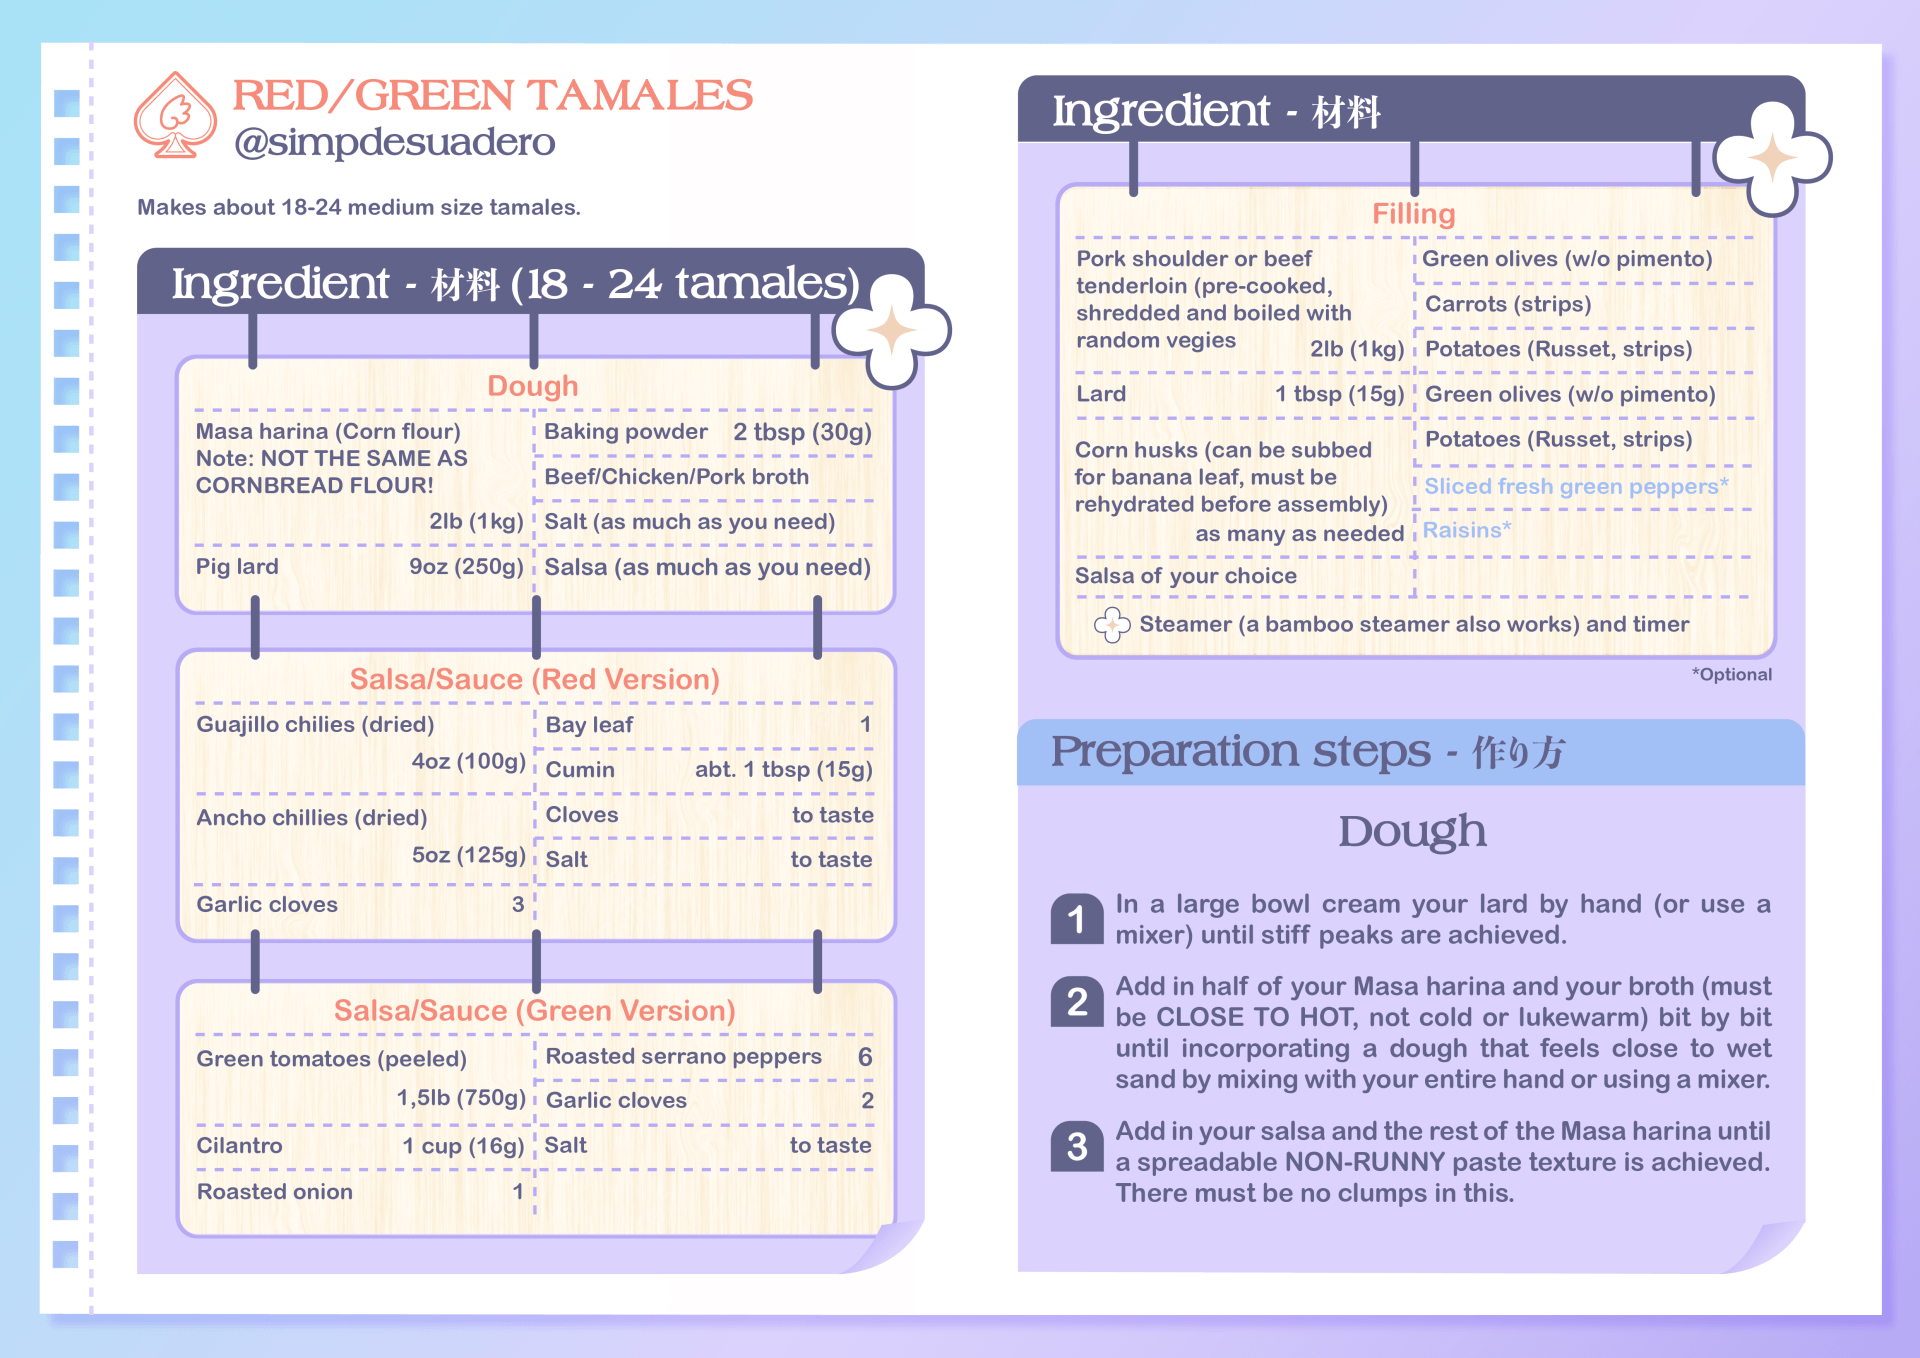 RED/GREEN TAMALES
@simpdesuadero
Makes about 18-24 medium size tamales.
Ingredient - 材料 (18 - 24 tamales)
Dough
Masa harina (Corn flour)
Note: NOT THE SAME AS
CORNBREAD FLOUR!
2lb (1kg)
Pig lard 9oz (250g)
Baking powder 2 tbsp (30g)
Beef/Chicken/Pork broth
Salt (as much as you need)
Salsa (as much as you need)
Salsa/Sauce (Red Version)
Guajillo chilies (dried)
4oz (100g)
Ancho chillies (dried)
5oz (125g)
Garlic cloves 3
Bay leaf 1
Cumin abt. 1 tbsp (15g)
Cloves to taste
Salt to taste
Salsa/Sauce (Green Version)
Green tomatoes (peeled)
1,5lb (750g)
Cilantro 1 cup (16g)
Roasted onion 1
Roasted serrano peppers 6
Garlic cloves 2
Salt to taste
Ingredient - 材料
Filling
Pork shoulder or beef
tenderloin (pre-cooked,
shredded and boiled with
random vegies 2lb (1kg)
Lard 1 tbsp (15g)
Corn husks (can be subbed
for banana leaf, must be
rehydrated before assembly)
as many as needed
Salsa of your choice
Green olives (w/o pimento)
Carrots (strips)
Potatoes (Russet, strips)
Green olives (w/o pimento)
Potatoes (Russet, strips)
Sliced fresh green peppers*
Raisins*
Steamer (a bamboo steamer also works) and timer
*Optional
Preparation steps - 作り方
Dough
1 In a large bowl cream your lard by hand (or use a
mixer) until stiff peaks are achieved.
2 Add in half of your Masa harina and your broth (must
be CLOSE TO HOT, not cold or lukewarm) bit by bit
until incorporating a dough that feels close to wet
sand by mixing with your entire hand or using a mixer.
3 Add in your salsa and the rest of the Masa harina until
a spreadable NON-RUNNY paste texture is achieved.
There must be no clumps in this.